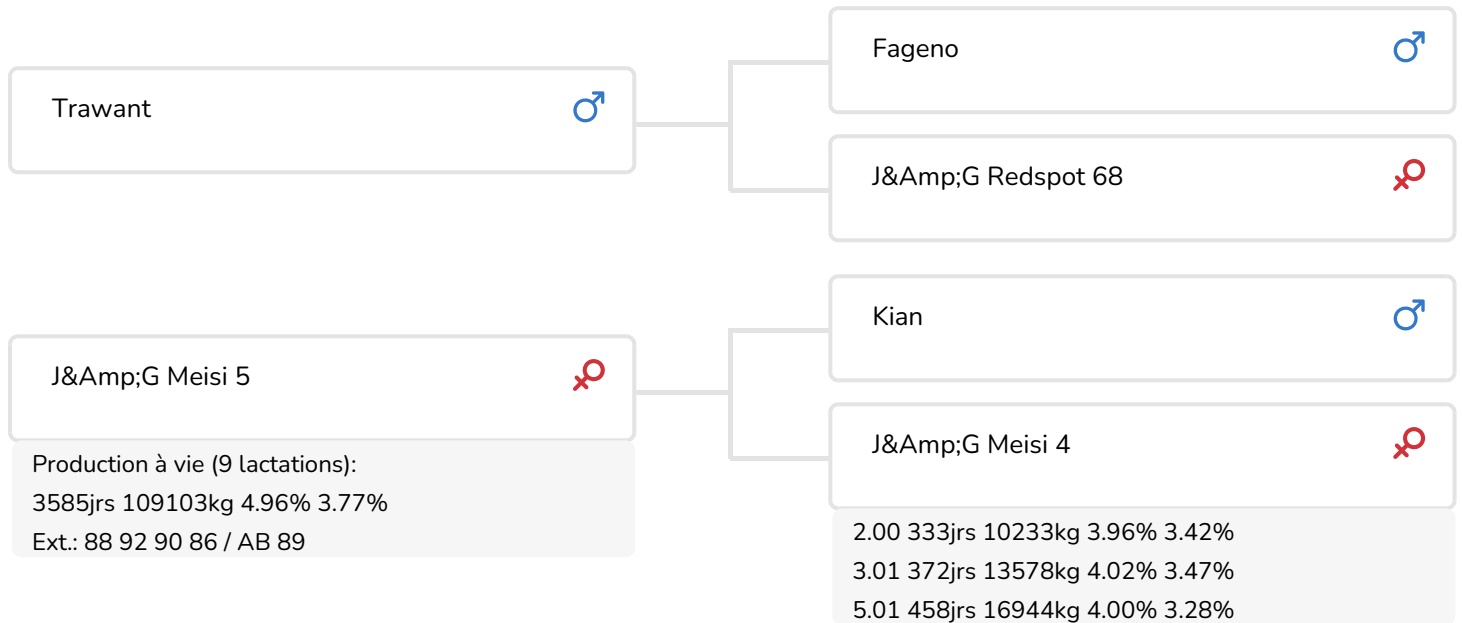 Fageno
Trawant
J&Amp;G Redspot 68
Kian
J&Amp;G Meisi 5
J&Amp;G Meisi 4
Production à vie (9 lactations):
3585jrs 109103kg 4.96% 3.77%
Ext.: 88 92 90 86 / AB 89
2.00 333jrs 10233kg 3.96% 3.42%
3.01 372jrs 13578kg 4.02% 3.47%
5.01 458jrs 16944kg 4.00% 3.28%